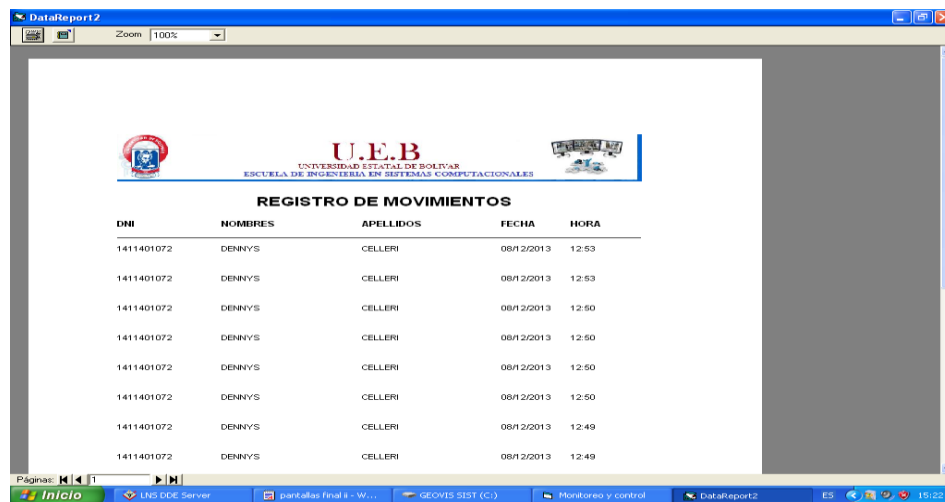 DataReport2
Zoom 100%
U.E.B
UNIVERSIDAD ESTATAL DE BOLIVAR
ESCUELA DE INGENIERIA EN SISTEMAS COMPUTACIONALES
REGISTRO DE MOVIMIENTOS
DNI NOMBRES APELLIDOS FECHA HORA
1411401072 DENNYS CELLERI 08/12/2013 12:53
1411401072 DENNYS CELLERI 08/12/2013 12:53
1411401072 DENNYS CELLERI 08/12/2013 12:50
1411401072 DENNYS CELLERI 08/12/2013 12:50
1411401072 DENNYS CELLERI 08/12/2013 12:50
1411401072 DENNYS CELLERI 08/12/2013 12:50
1411401072 DENNYS CELLERI 08/12/2013 12:49
1411401072 DENNYS CELLERI 08/12/2013 12:49
Páginas: 1
Inicio LNS DDE Server pantallas final ii - W... GEOVIS SIST (C:) Monitoreo y control DataReport2 ES 15:22